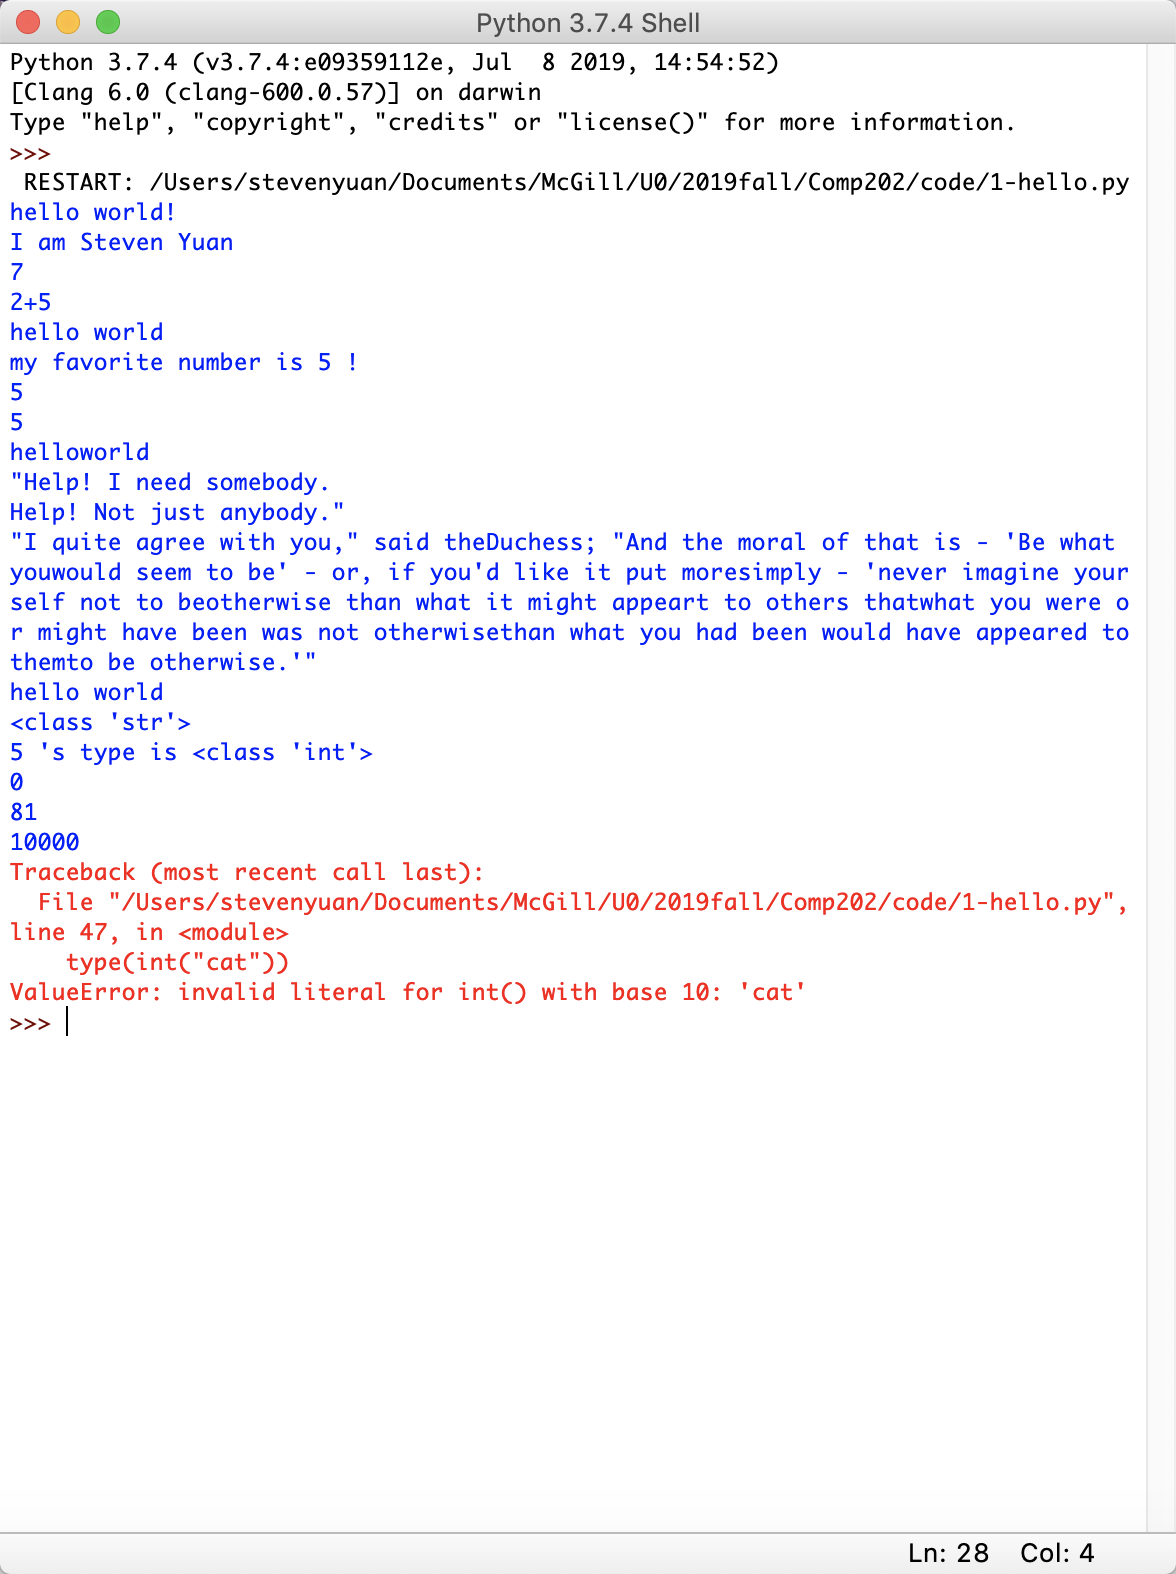 Python 3.7.4 Shell
Python 3.7.4 (v3.7.4:e09359112e, Jul  8 2019, 14:54:52)
[Clang 6.0 (clang-600.0.57)] on darwin
Type "help", "copyright", "credits" or "license()" for more information.
>>>
 RESTART: /Users/stevenyuan/Documents/McGill/U0/2019fall/Comp202/code/1-hello.py
hello world!
I am Steven Yuan
7
2+5
hello world
my favorite number is 5 !
5
5
helloworld
"Help! I need somebody.
Help! Not just anybody."
"I quite agree with you," said theDuchess; "And the moral of that is - 'Be what
youwould seem to be' - or, if you'd like it put moresimply - 'never imagine your
self not to beotherwise than what it might appeart to others thatwhat you were o
r might have been was not otherwisethan what you had been would have appeared to
themto be otherwise.'"
hello world
<class 'str'>
5 's type is <class 'int'>
0
81
10000
Traceback (most recent call last):
  File "/Users/stevenyuan/Documents/McGill/U0/2019fall/Comp202/code/1-hello.py",
line 47, in <module>
    type(int("cat"))
ValueError: invalid literal for int() with base 10: 'cat'
>>>
Ln: 28  Col: 4